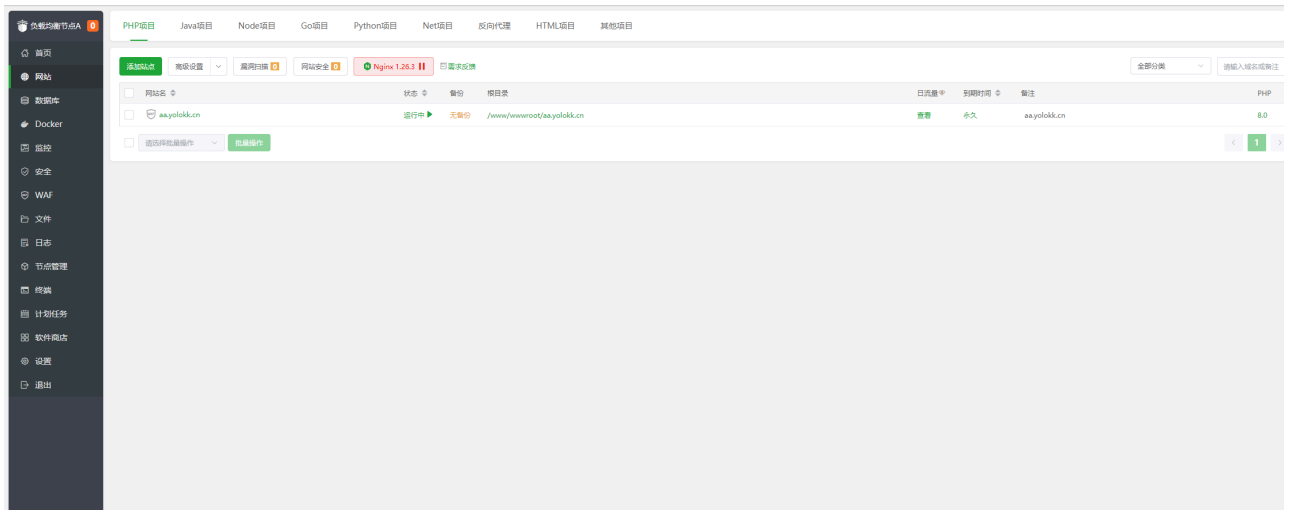 负载均衡节点A 0
首页
网站
数据库
Docker
监控
安全
WAF
文件
日志
节点管理
终端
计划任务
软件商店
设置
退出
PHP项目 Java项目 Node项目 Go项目 Python项目 Net项目 反向代理 HTML项目 其他项目
添加站点 高级设置 漏洞扫描 0 网站安全 0 Nginx 1.26.3 需求反馈 全部分类 请输入域名或备注
网站名 状态 备份 根目录 日流量 到期时间 备注 PHP
aa.yolokk.cn 运行中 无备份 /www/wwwroot/aa.yolokk.cn 查看 永久 aa.yolokk.cn 8.0
请选择批量操作 批量操作 1